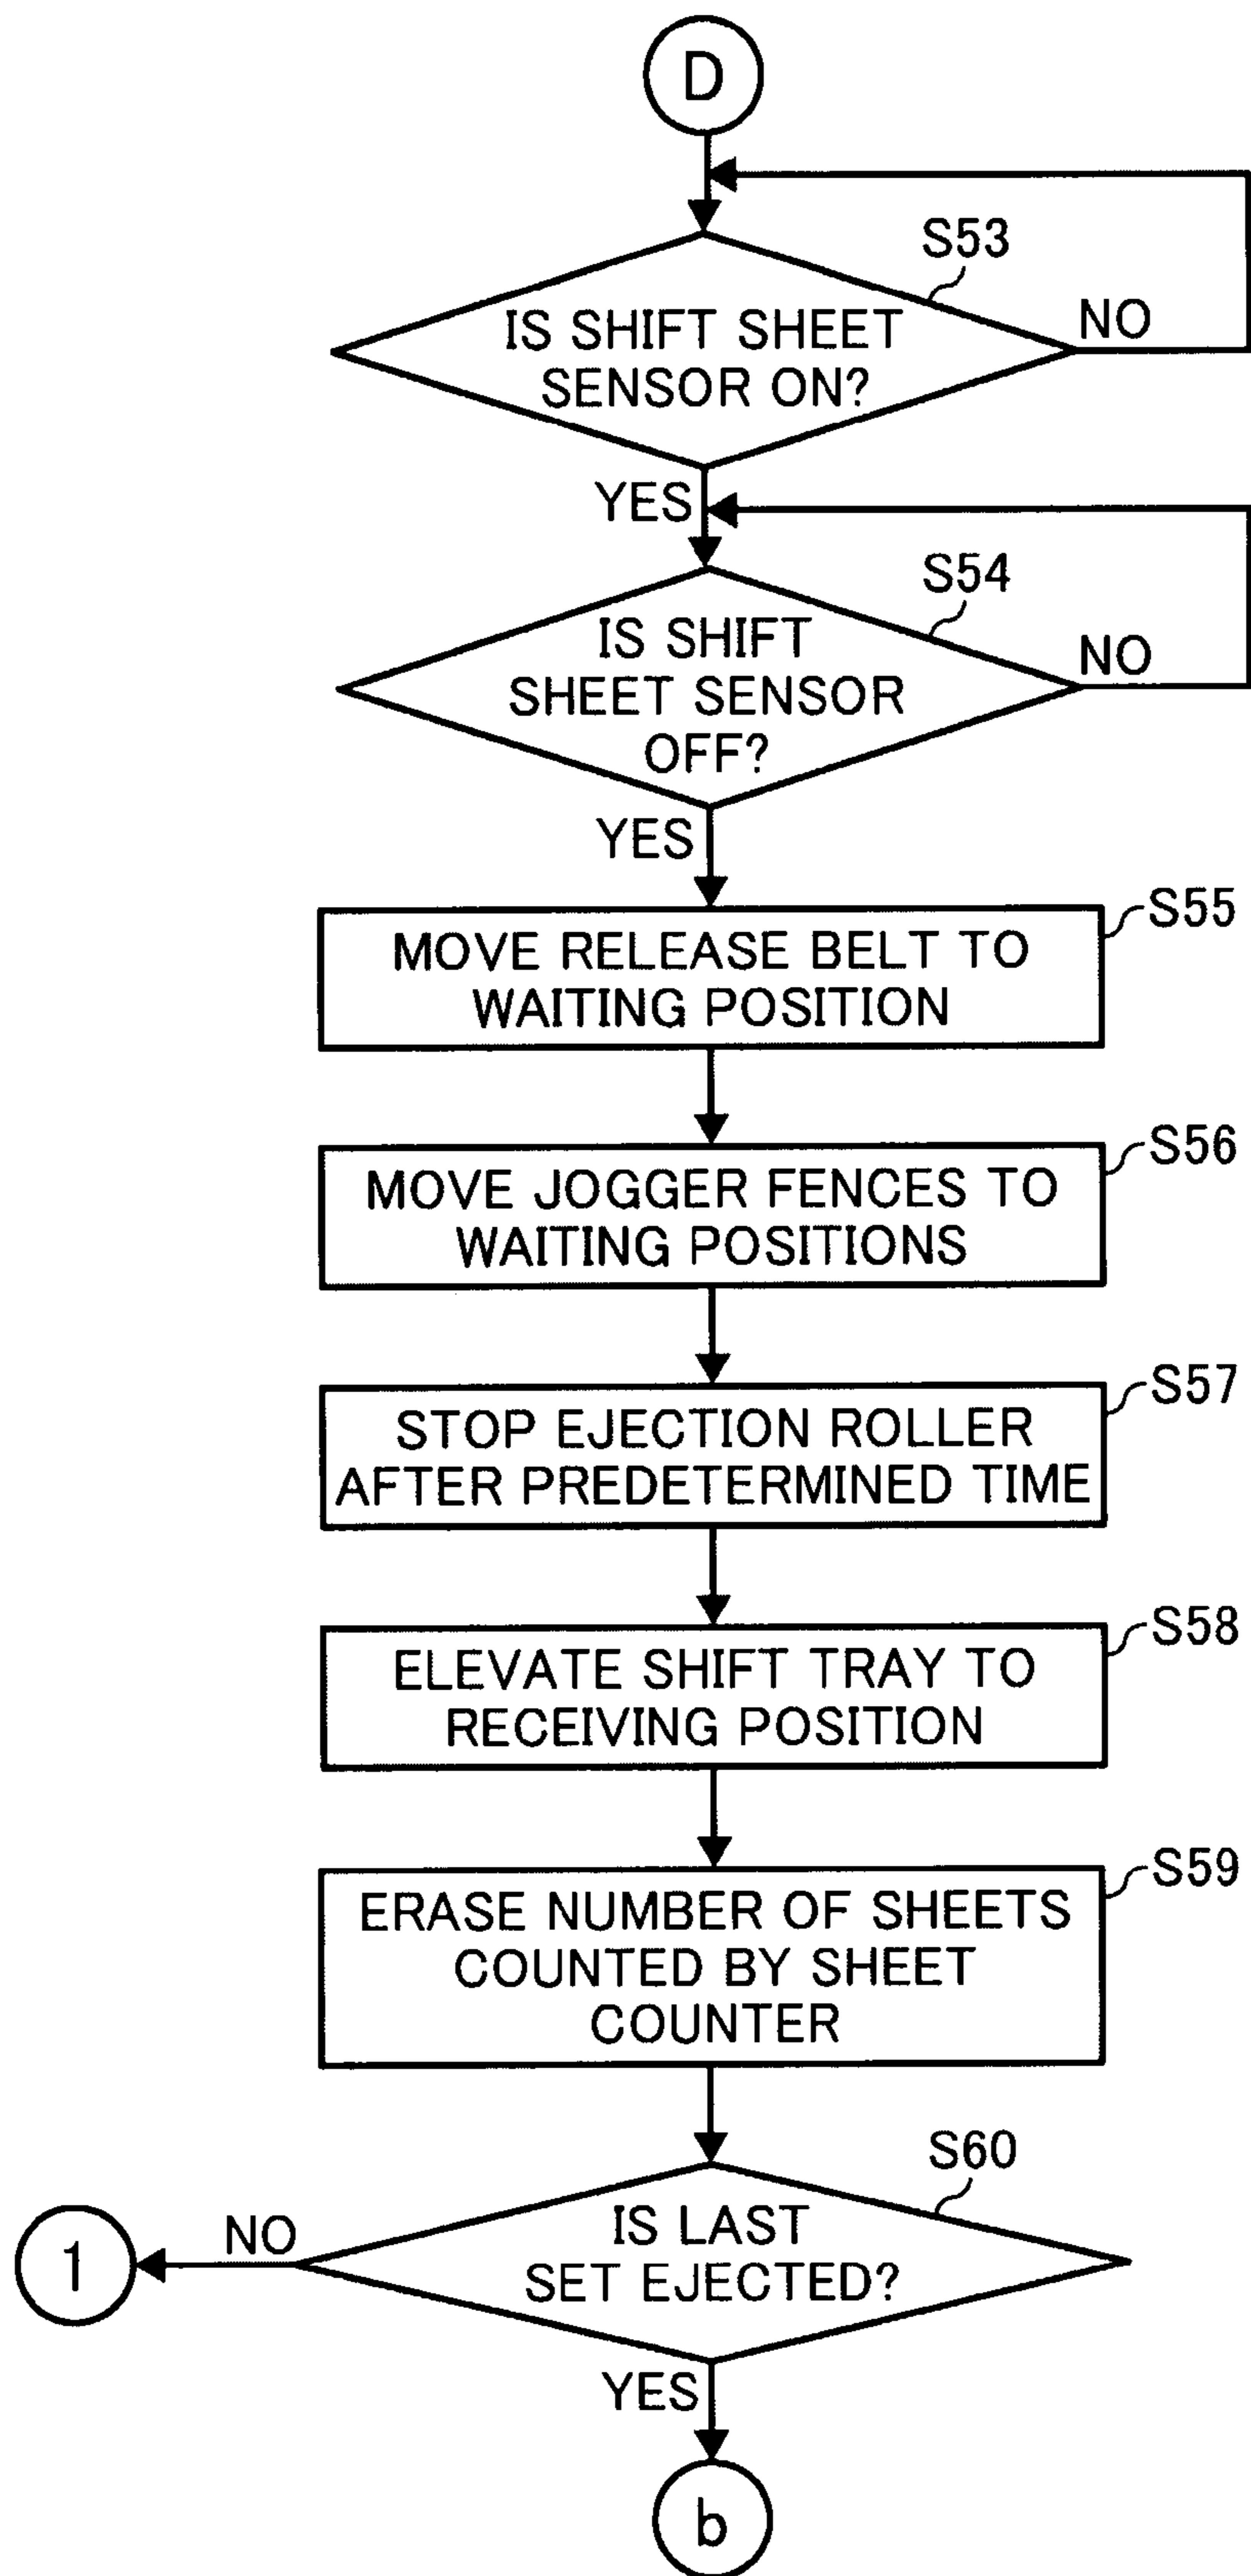 D
S53
IS SHIFT SHEET
SENSOR ON?
NO
YES
S54
IS SHIFT
SHEET SENSOR
OFF?
NO
YES
S55
MOVE RELEASE BELT TO
WAITING POSITION
S56
MOVE JOGGER FENCES TO
WAITING POSITIONS
S57
STOP EJECTION ROLLER
AFTER PREDETERMINED TIME
S58
ELEVATE SHIFT TRAY TO
RECEIVING POSITION
S59
ERASE NUMBER OF SHEETS
COUNTED BY SHEET
COUNTER
S60
IS LAST
SET EJECTED?
NO
1
YES
b